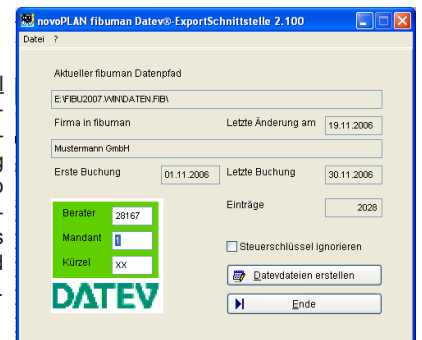 novoPLAN fibuman Datev®-ExportSchnittstelle 2.100
Datei ?
Aktueller fibuman Datenpfad
E:\FIBU2007.WIN\DATEN.FIB\
Firma in fibuman
Letzte Änderung am 19.11.2006
Mustermann GmbH
Erste Buchung 01.11.2006 Letzte Buchung 30.11.2006
Einträge 2028
Berater 28167
Mandant 1
Kürzel XX
Steuerschlüssel ignorieren
Datevdateien erstellen
DATEV
Ende